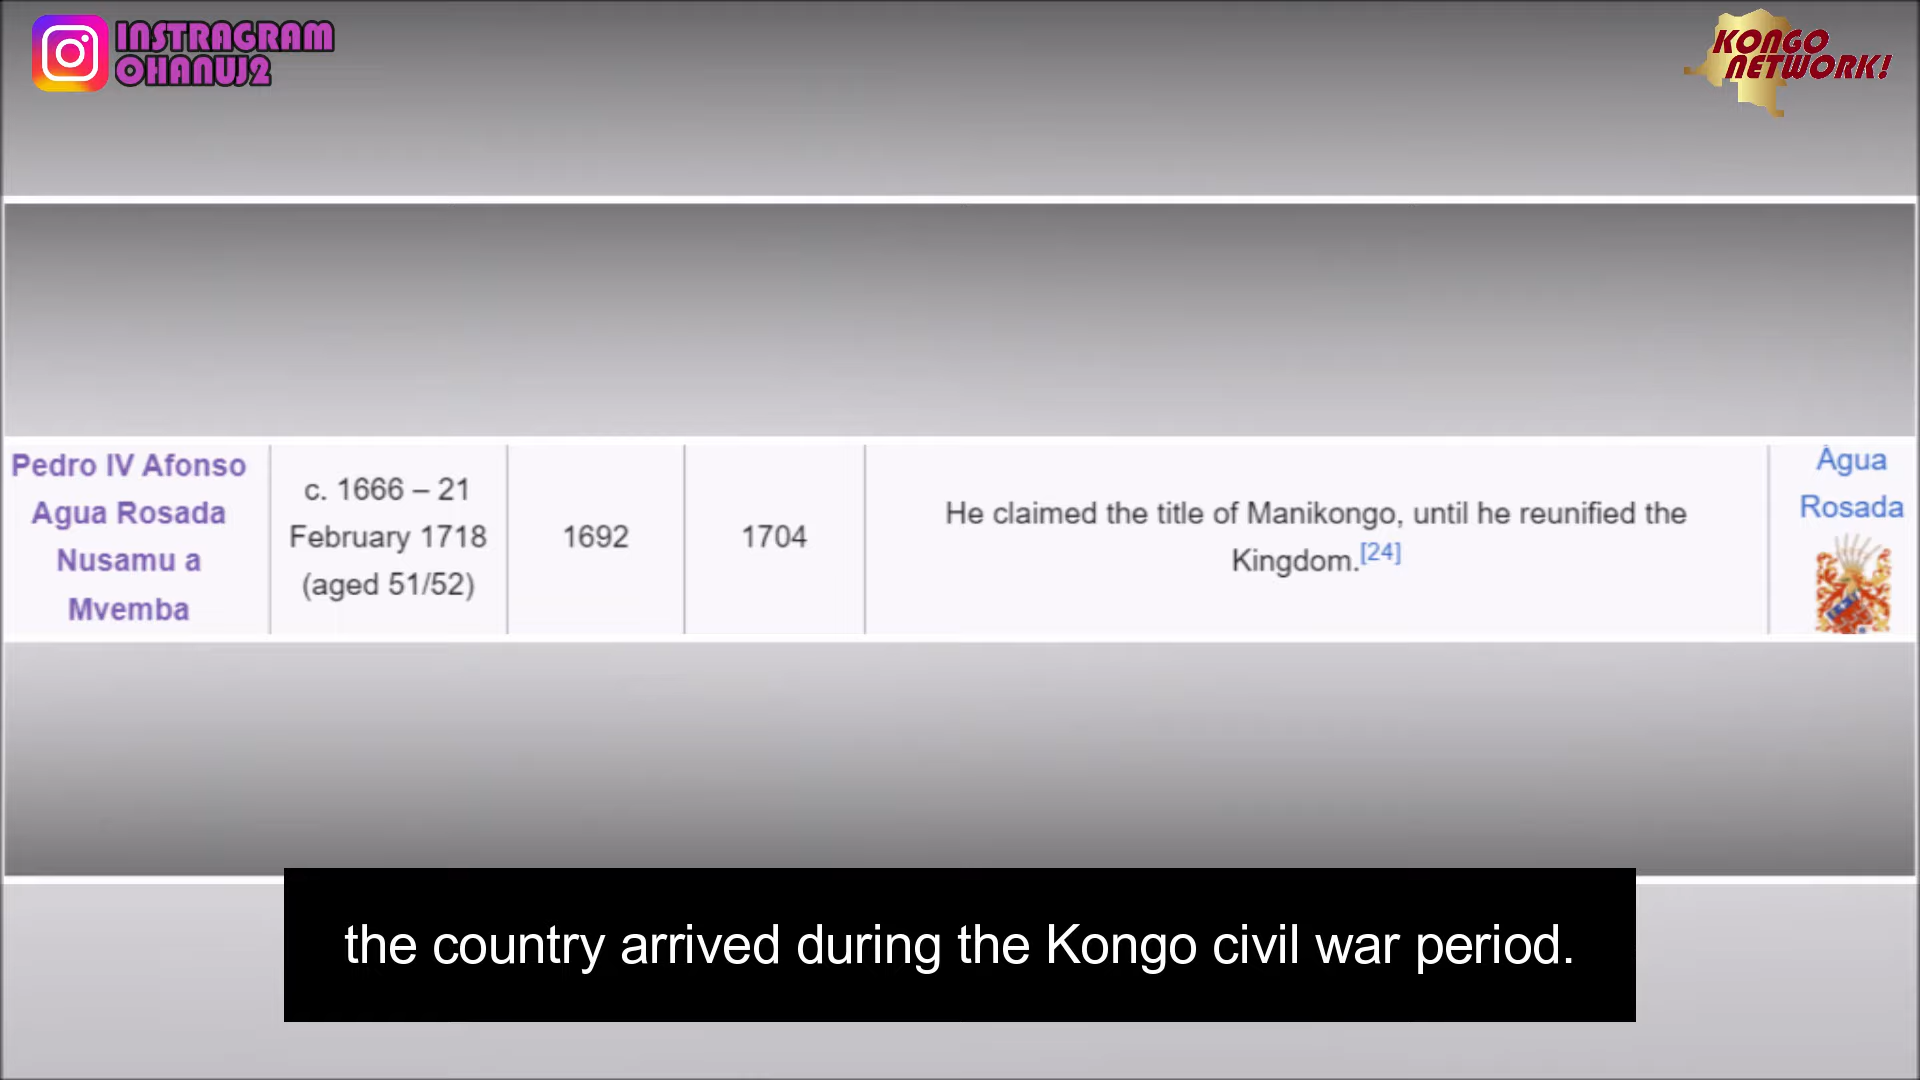 INSTRAGRAM
OHANUJ2
KONGO
NETWORK!
Pedro IV Afonso
Agua Rosada
Nusamu a
Mvemba
c. 1666 – 21
February 1718
(aged 51/52)
1692
1704
He claimed the title of Manikongo, until he reunified the
Kingdom.[24]
Àgua
Rosada
the country arrived during the Kongo civil war period.